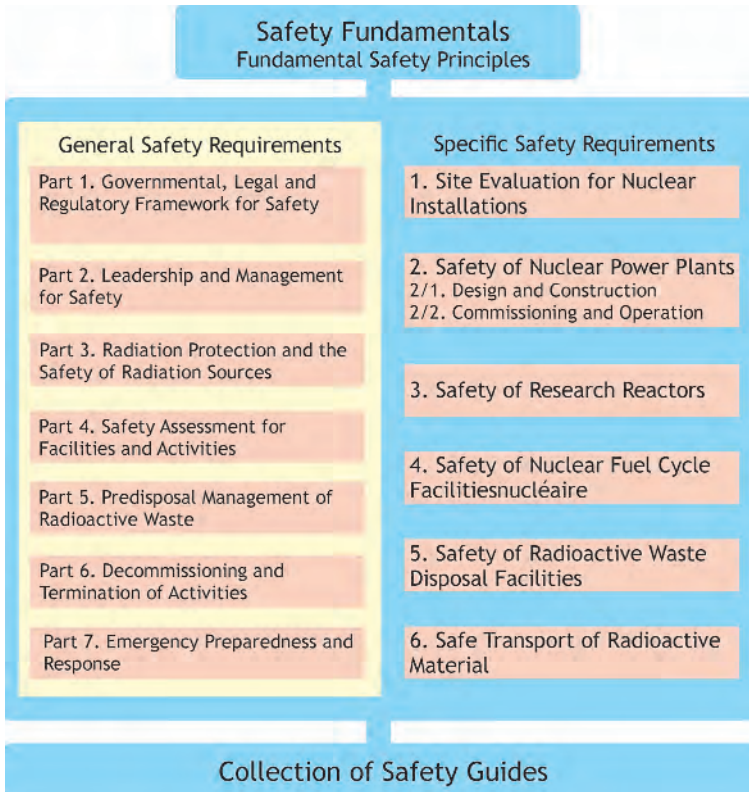 Safety Fundamentals
Fundamental Safety Principles
General Safety Requirements
Part 1. Governmental, Legal and
Regulatory Framework for Safety
Part 2. Leadership and Management
for Safety
Part 3. Radiation Protection and the
Safety of Radiation Sources
Part 4. Safety Assessment for
Facilities and Activities
Part 5. Predisposal Management of
Radioactive Waste
Part 6. Decommissioning and
Termination of Activities
Part 7. Emergency Preparedness and
Response
Specific Safety Requirements
1. Site Evaluation for Nuclear
Installations
2. Safety of Nuclear Power Plants
2/1. Design and Construction
2/2. Commissioning and Operation
3. Safety of Research Reactors
4. Safety of Nuclear Fuel Cycle
Facilitiesnucléaire
5. Safety of Radioactive Waste
Disposal Facilities
6. Safe Transport of Radioactive
Material
Collection of Safety Guides